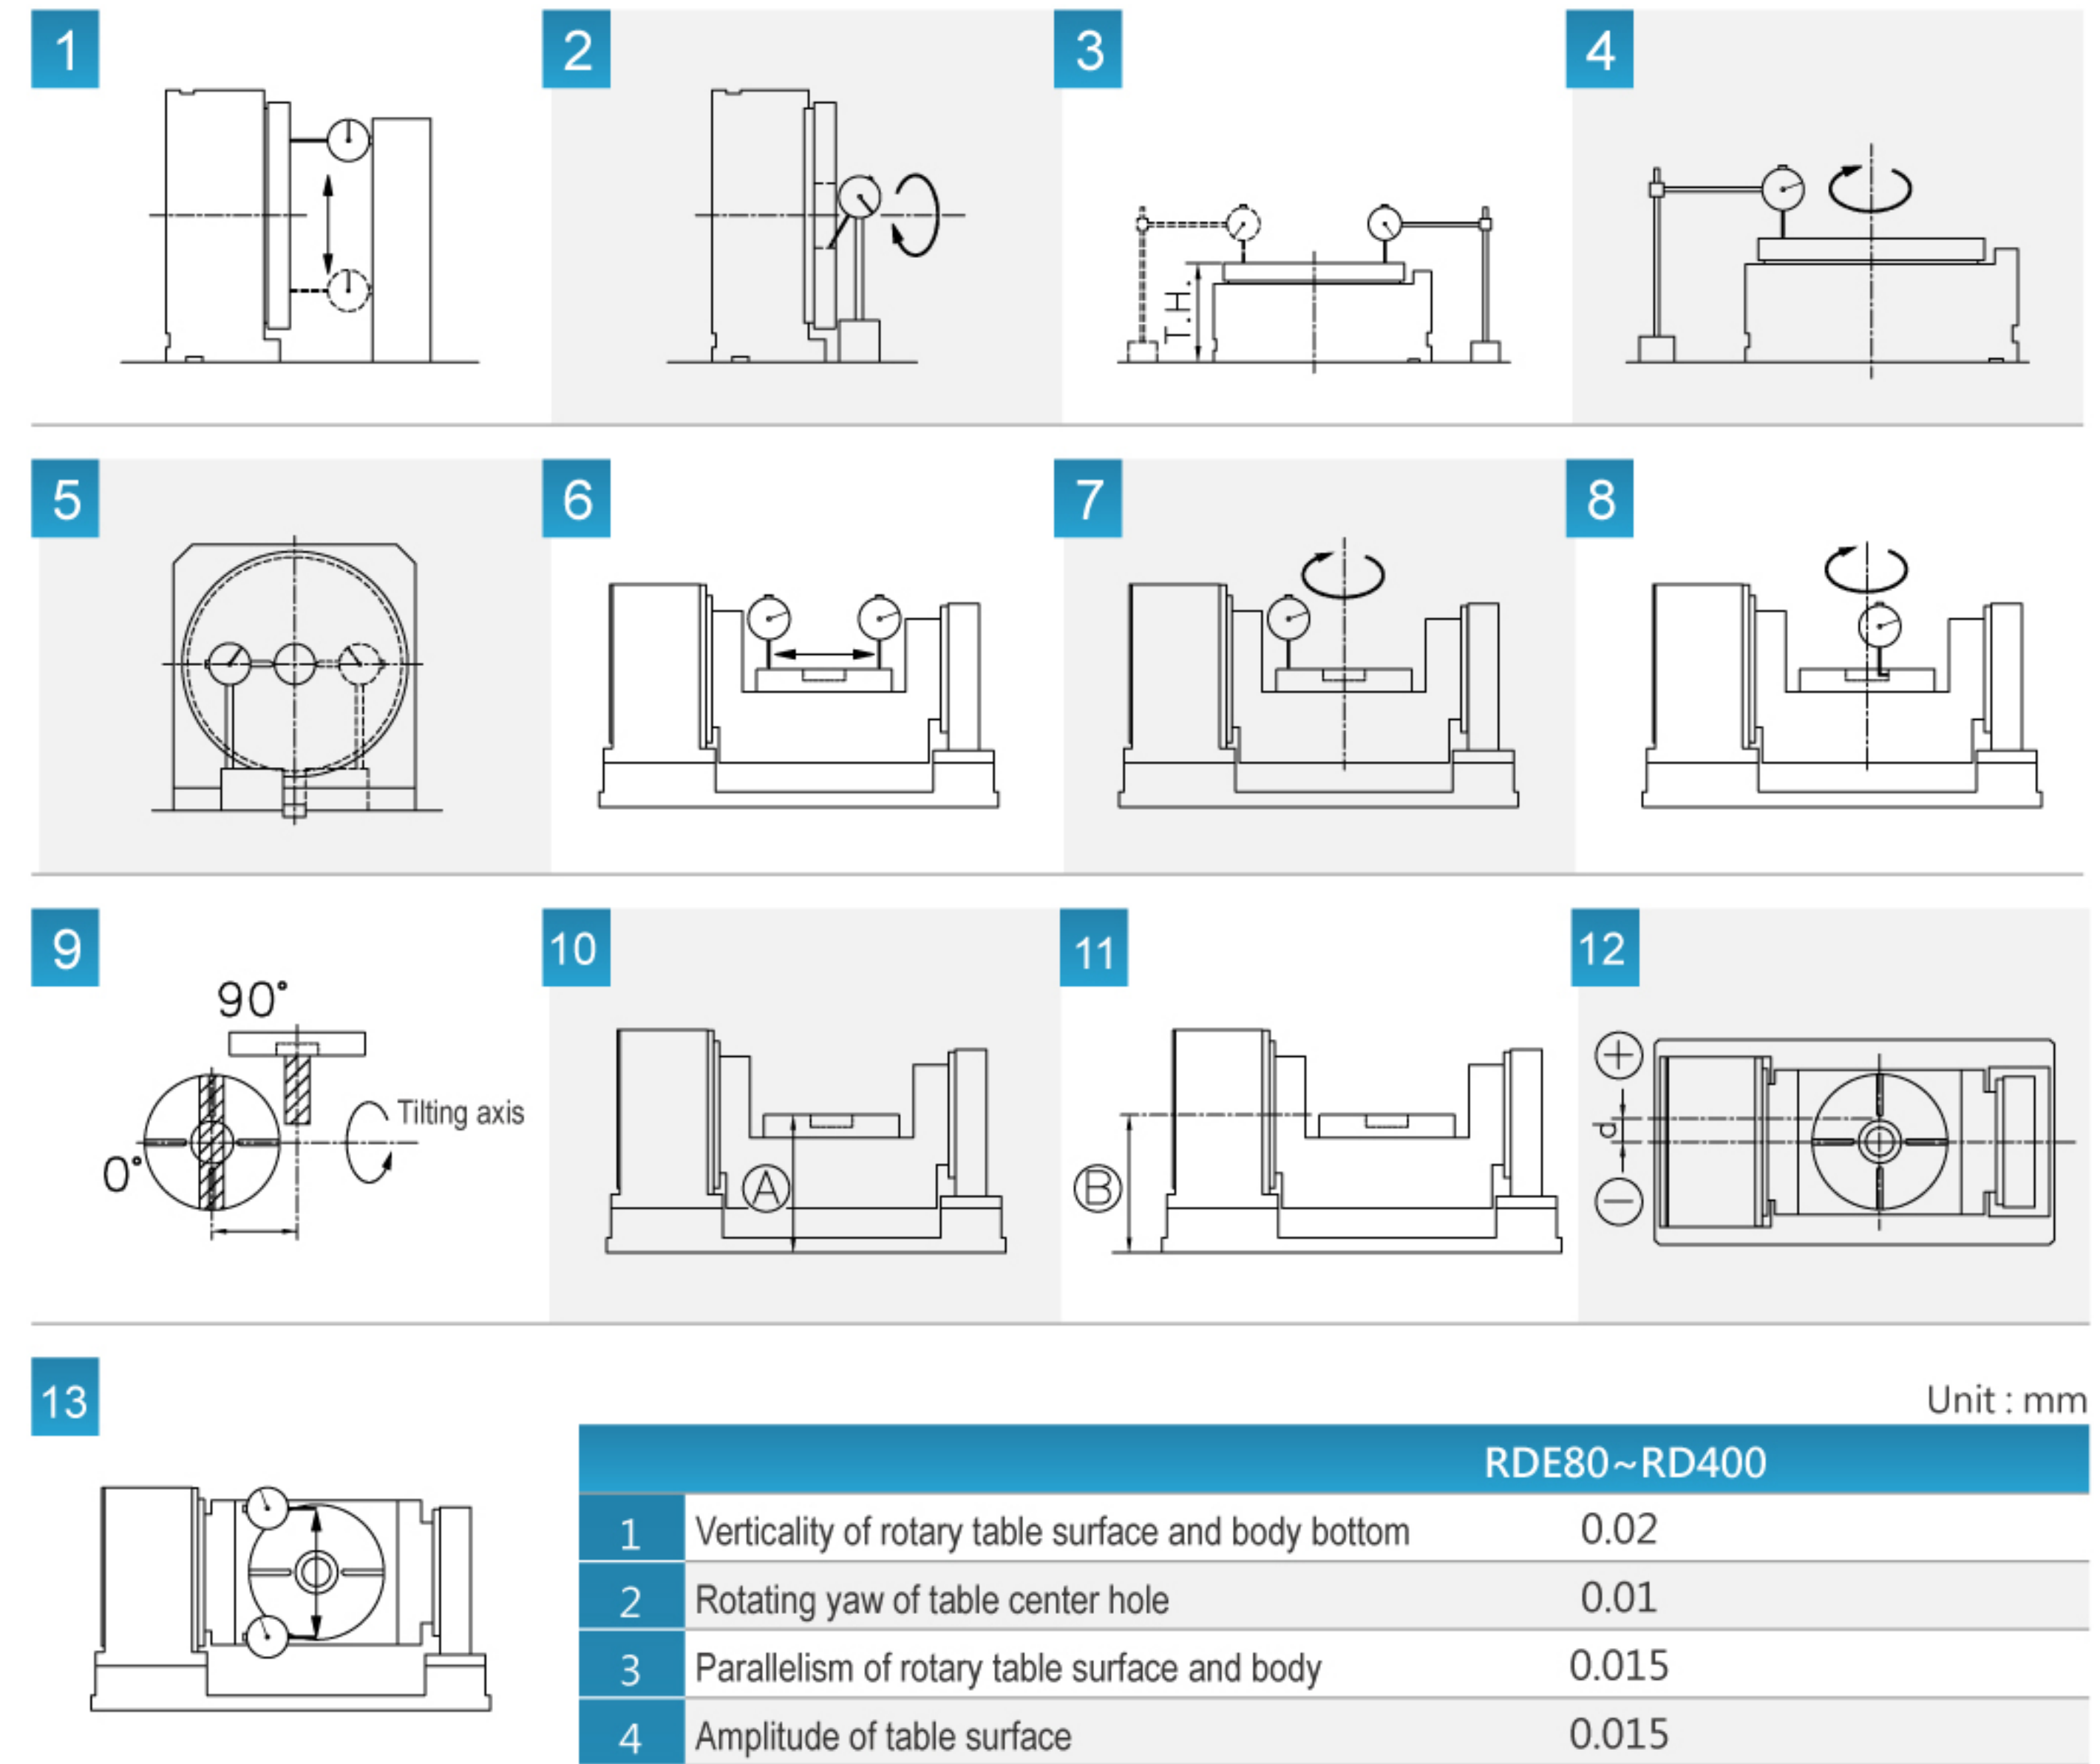 1
2
3
4
T.H.
5
6
7
8
9
90°
Tilting axis
0°
10
A
11
B
12
+
d
−
13
Unit : mm
RDE80~RD400
1 Verticality of rotary table surface and body bottom 0.02
2 Rotating yaw of table center hole 0.01
3 Parallelism of rotary table surface and body 0.015
4 Amplitude of table surface 0.015